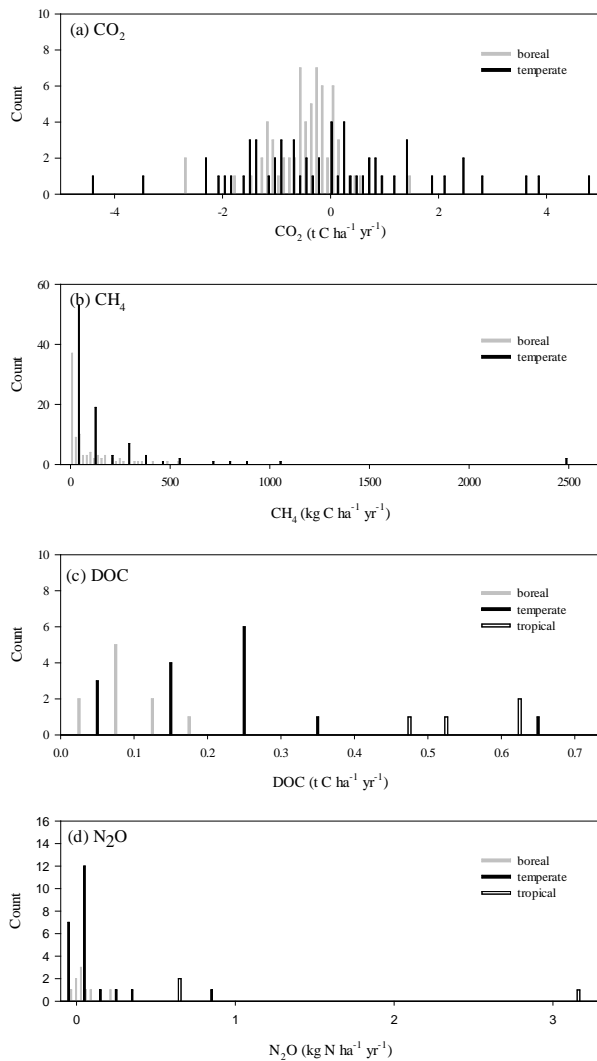 (a) CO₂
boreal
temperate
Count
10
8
6
4
2
0
-4 -2 0 2 4
CO₂ (t C ha⁻¹ yr⁻¹)
(b) CH₄
boreal
temperate
Count
60
40
20
0
0 500 1000 1500 2000 2500
CH₄ (kg C ha⁻¹ yr⁻¹)
(c) DOC
boreal
temperate
tropical
Count
10
8
6
4
2
0
0.0 0.1 0.2 0.3 0.4 0.5 0.6 0.7
DOC (t C ha⁻¹ yr⁻¹)
(d) N₂O
boreal
temperate
tropical
Count
16
14
12
10
8
6
4
2
0
0 1 2 3
N₂O (kg N ha⁻¹ yr⁻¹)